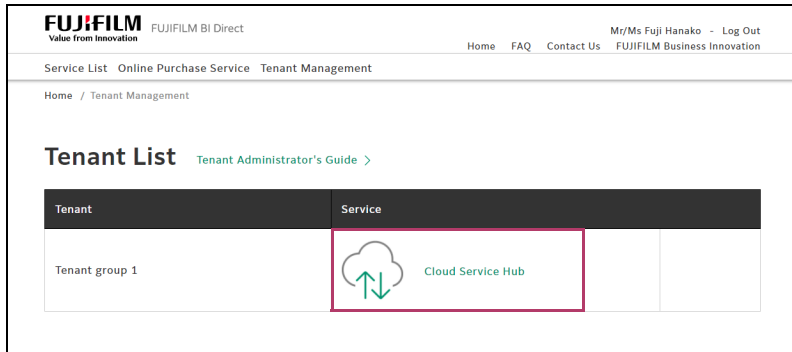 FUJIFILM
Value from Innovation
FUJIFILM BI Direct
Mr/Ms Fuji Hanako - Log Out
Home FAQ Contact Us FUJIFILM Business Innovation
Service List Online Purchase Service Tenant Management
Home / Tenant Management
Tenant List Tenant Administrator's Guide >
Tenant Service
Tenant group 1 Cloud Service Hub